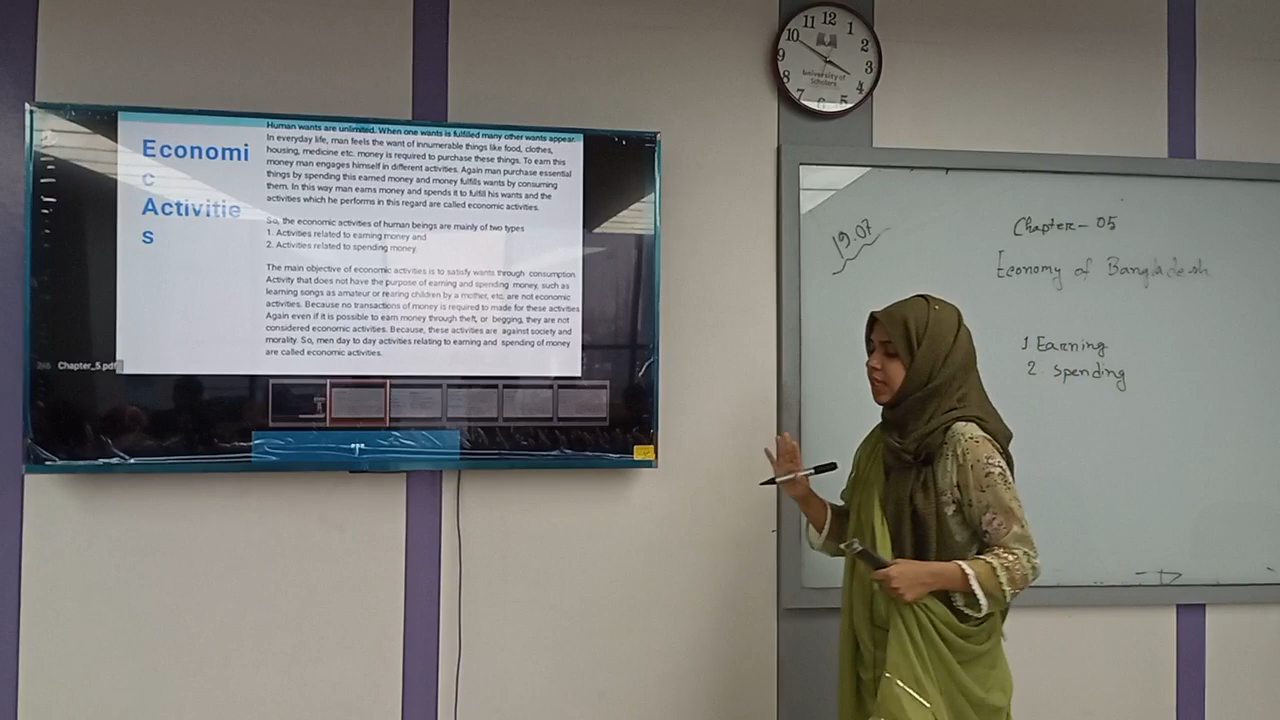 Economi
c
Activitie
s
Human wants are unlimited. When one wants is fulfilled many other wants appear.
In everyday life, man feels the want of innumerable things like food, clothes,
housing, medicine etc. money is required to purchase these things. To earn this
money man engages himself in different activities. Again man purchase essential
things by spending this earned money and money fulfills wants by consuming
them. In this way man earns money and spends it to fulfill his wants and the
activities which he performs in this regard are called economic activities.
So, the economic activities of human beings are mainly of two types
1. Activities related to earning money and
2. Activities related to spending money.
The main objective of economic activities is to satisfy wants through consumption.
Activity that does not have the purpose of earning and spending money, such as
learning songs as amateur or rearing children by a mother, etc. are not economic
activities. Because no transactions of money is required to made for these activities.
Again even if it is possible to earn money through theft, or begging, they are not
considered economic activities. Because, these activities are against society and
morality. So, men day to day activities relating to earning and spending of money
are called economic activities.
Chapter_5.pdf
11 12 1
10 2
9 3
8 4
7 6 5
University of
Scholars
19.07
Chapter - 05
Economy of Bangladesh
1 Earning
2. Spending